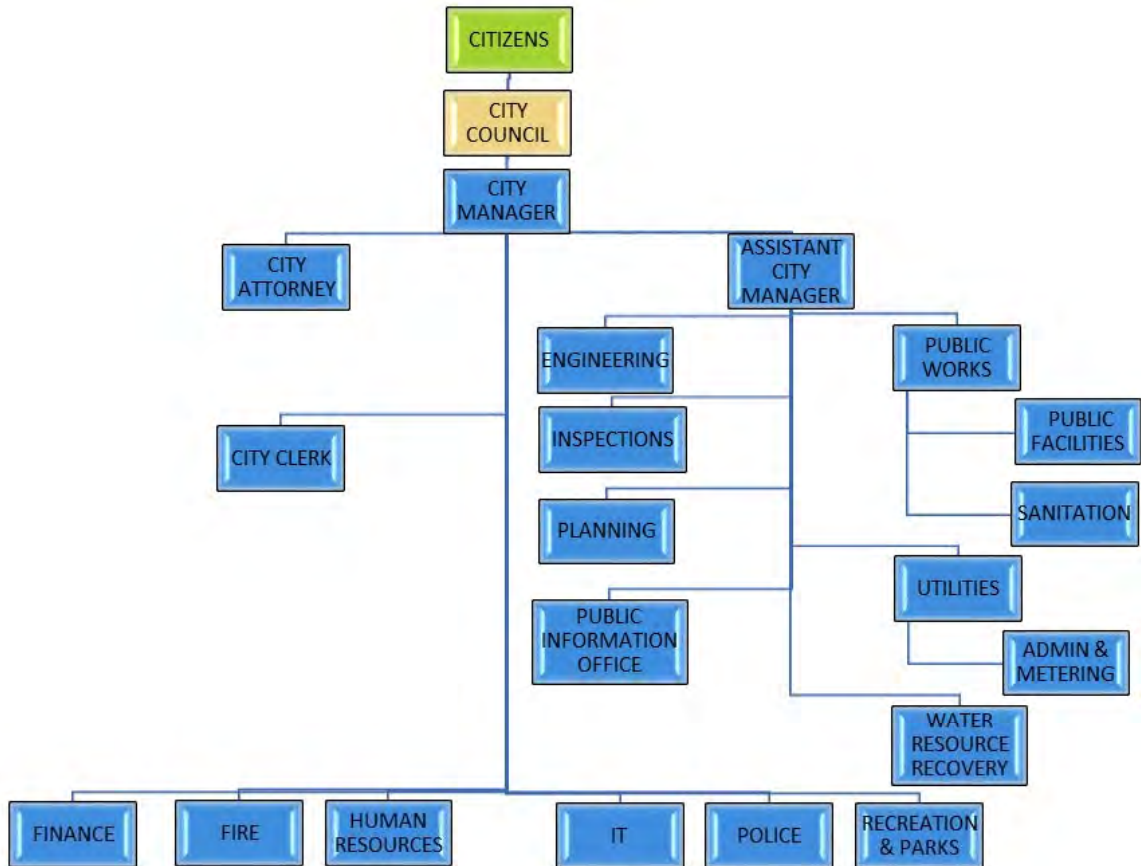 CITIZENS
CITY
COUNCIL
CITY
MANAGER
CITY
ATTORNEY
ASSISTANT
CITY
MANAGER
ENGINEERING
PUBLIC
WORKS
INSPECTIONS
PUBLIC
FACILITIES
CITY CLERK
PLANNING
SANITATION
UTILITIES
PUBLIC
INFORMATION
OFFICE
ADMIN &
METERING
WATER
RESOURCE
RECOVERY
FINANCE
FIRE
HUMAN
RESOURCES
IT
POLICE
RECREATION
& PARKS